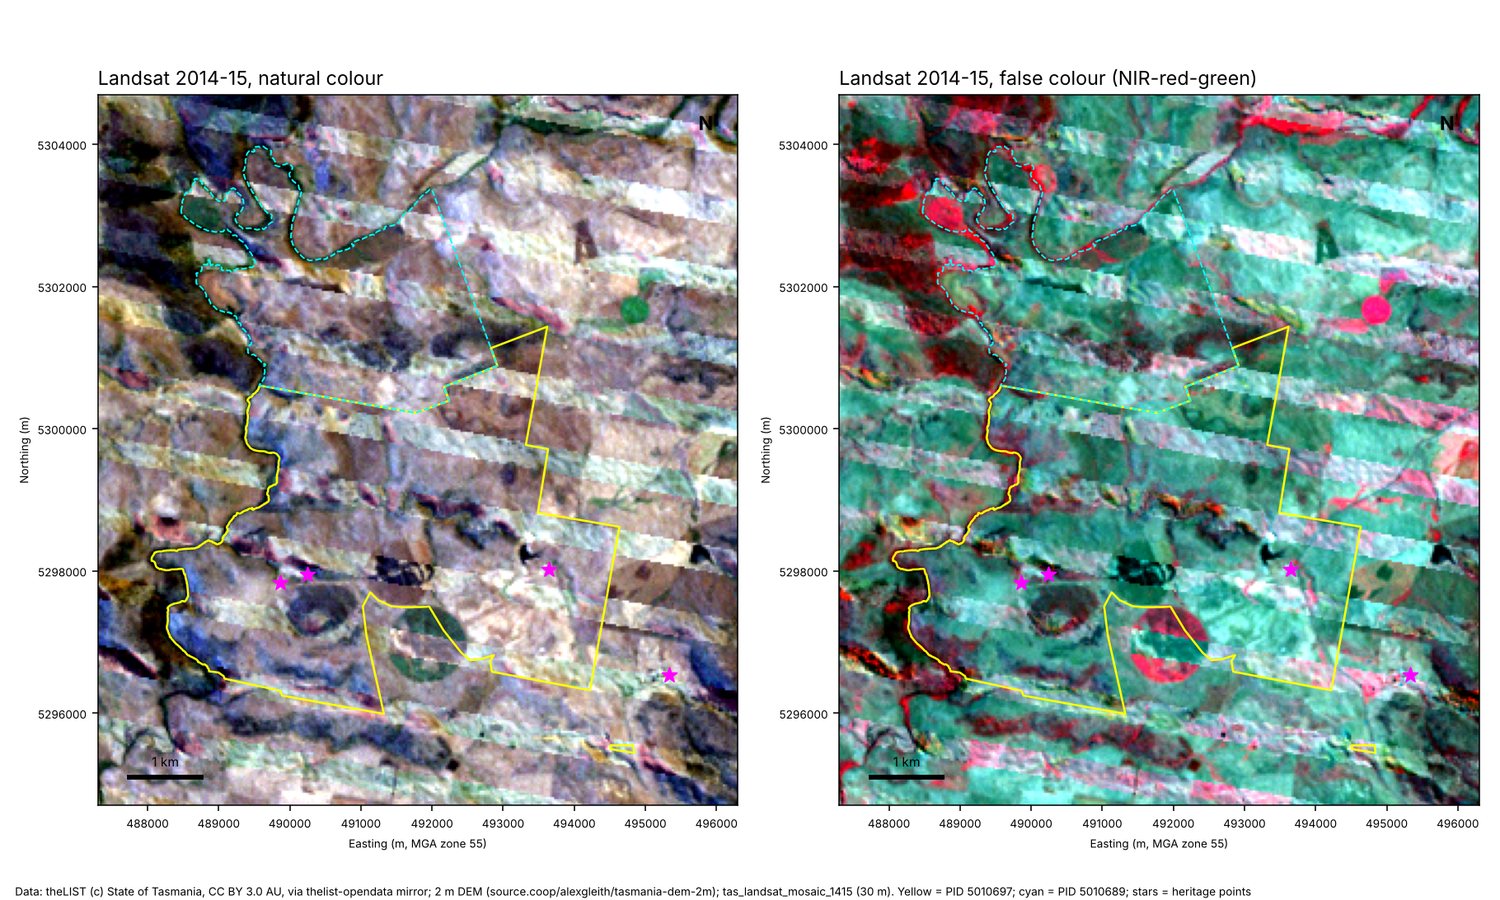 Landsat 2014-15, natural colour
Landsat 2014-15, false colour (NIR-red-green)
N
N
5304000
5302000
5300000
5298000
5296000
Northing (m)
5304000
5302000
5300000
5298000
5296000
Northing (m)
1 km
1 km
488000 489000 490000 491000 492000 493000 494000 495000 496000
488000 489000 490000 491000 492000 493000 494000 495000 496000
Easting (m, MGA zone 55)
Easting (m, MGA zone 55)
Data: theLIST (c) State of Tasmania, CC BY 3.0 AU, via thelist-opendata mirror; 2 m DEM (source.coop/alexgleith/tasmania-dem-2m); tas_landsat_mosaic_1415 (30 m). Yellow = PID 5010697; cyan = PID 5010689; stars = heritage points